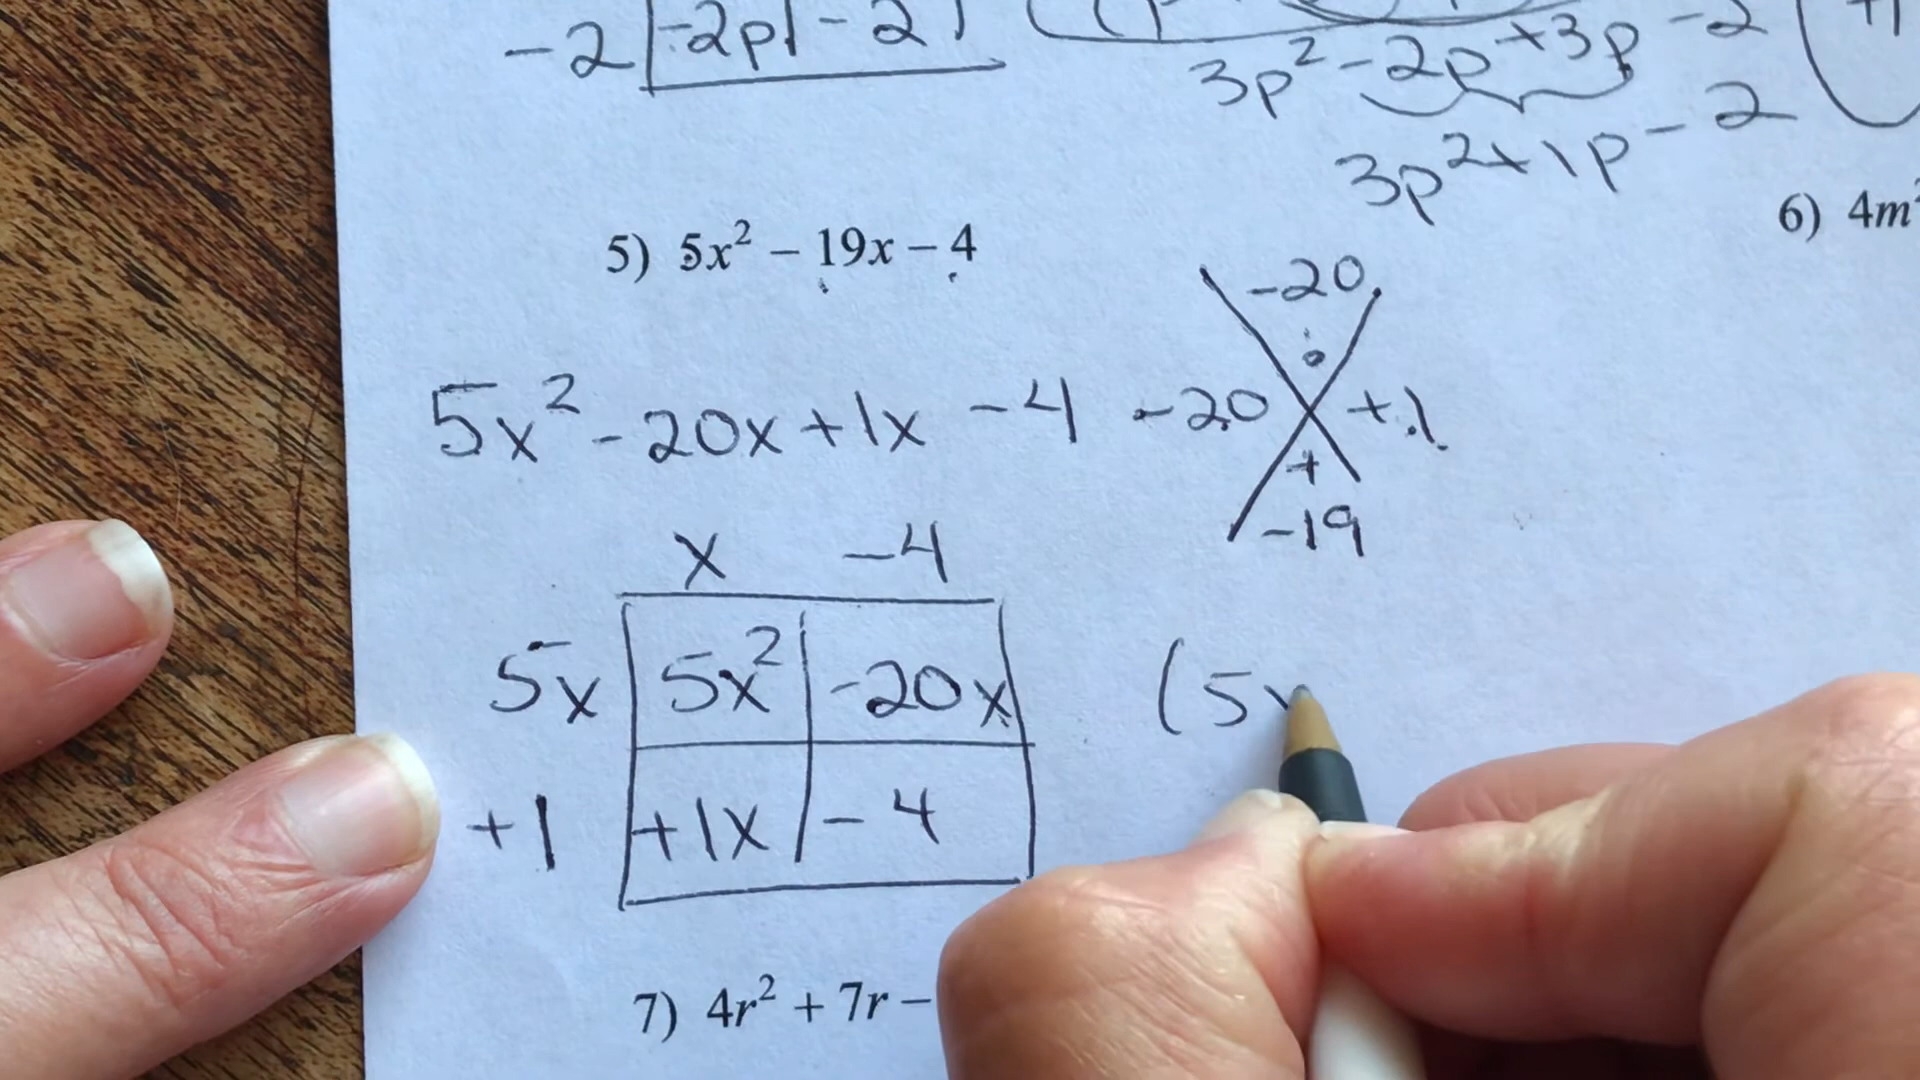 -2 -2p -2
3p² -2p +3p -2
3p² +1p -2
5) 5x² − 19x − 4
6) 4m
-20
5x² -20x +1x -4
-20 +1
+
-19
x -4
5x 5x² -20x
(5x
+1 +1x -4
7) 4r² + 7r −